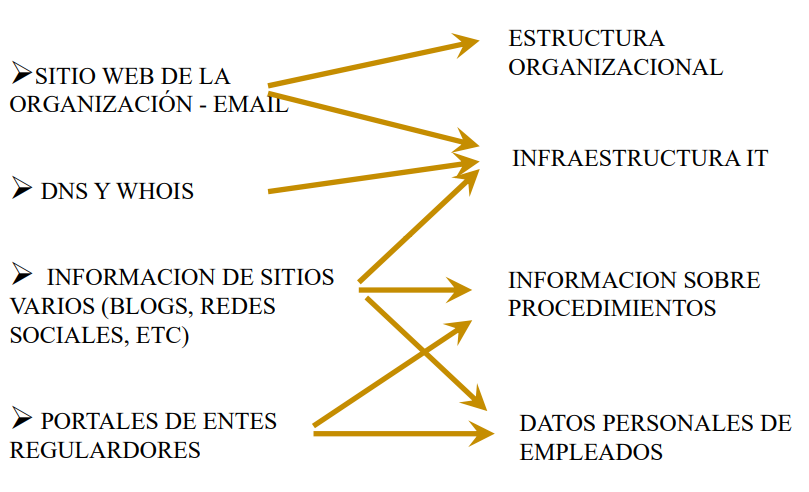 ➢SITIO WEB DE LA
ORGANIZACIÓN - EMAIL
➢ DNS Y WHOIS
➢ INFORMACION DE SITIOS
VARIOS (BLOGS, REDES
SOCIALES, ETC)
➢ PORTALES DE ENTES
REGULARDORES
ESTRUCTURA
ORGANIZACIONAL
INFRAESTRUCTURA IT
INFORMACION SOBRE
PROCEDIMIENTOS
DATOS PERSONALES DE
EMPLEADOS